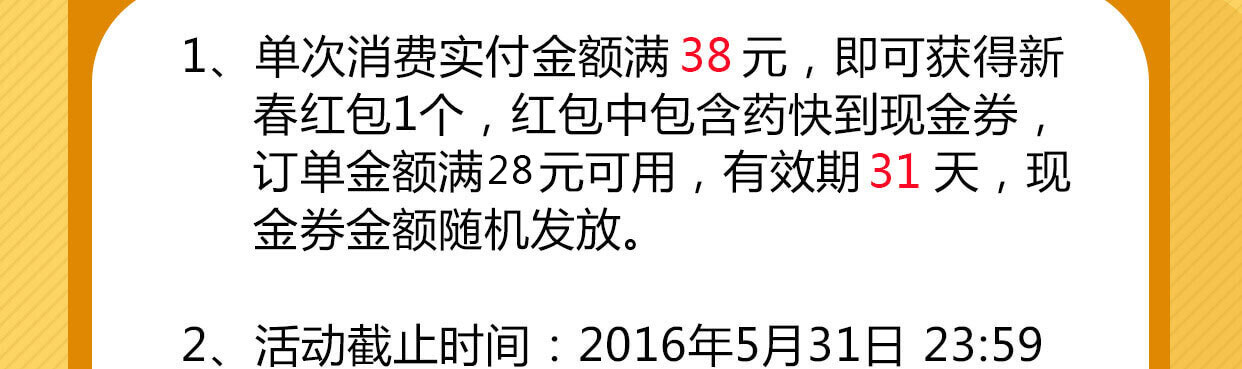 1、单次消费实付金额满 38 元，即可获得新
春红包1个，红包中包含药快到现金券，
订单金额满28元可用，有效期 31 天，现
金券金额随机发放。
2、活动截止时间：2016年5月31日 23:59